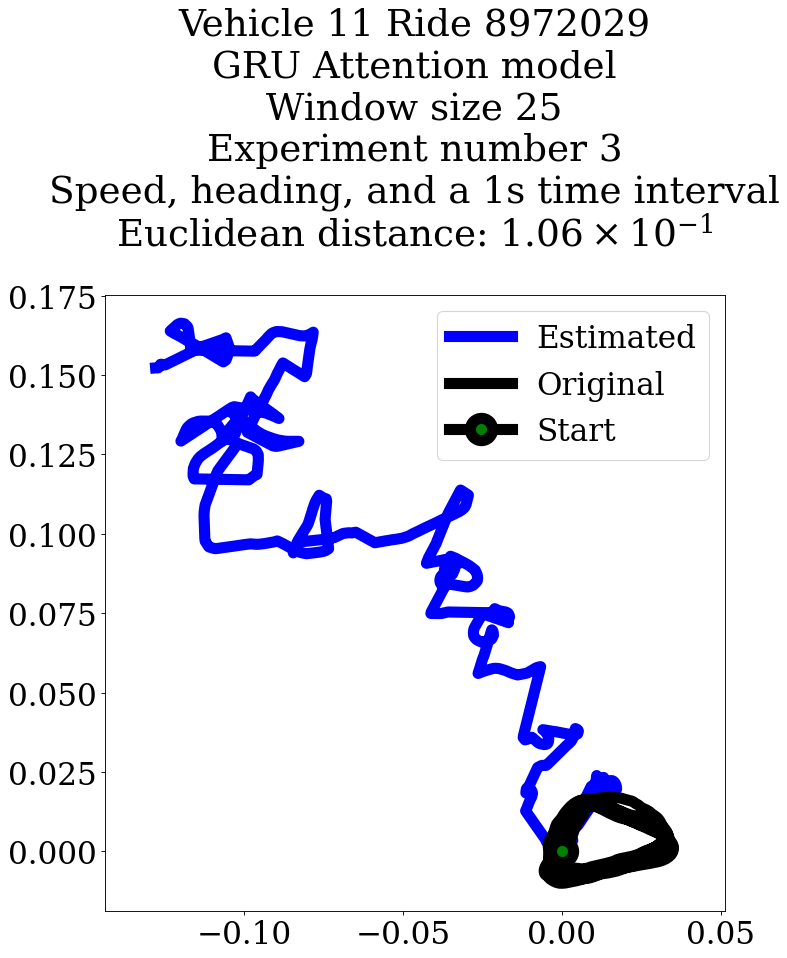 Vehicle 11 Ride 8972029
GRU Attention model
Window size 25
Experiment number 3
Speed, heading, and a 1s time interval
Euclidean distance: 1.06 × 10⁻¹
0.175
0.150
0.125
0.100
0.075
0.050
0.025
0.000
Estimated
Original
Start
−0.10
−0.05
0.00
0.05